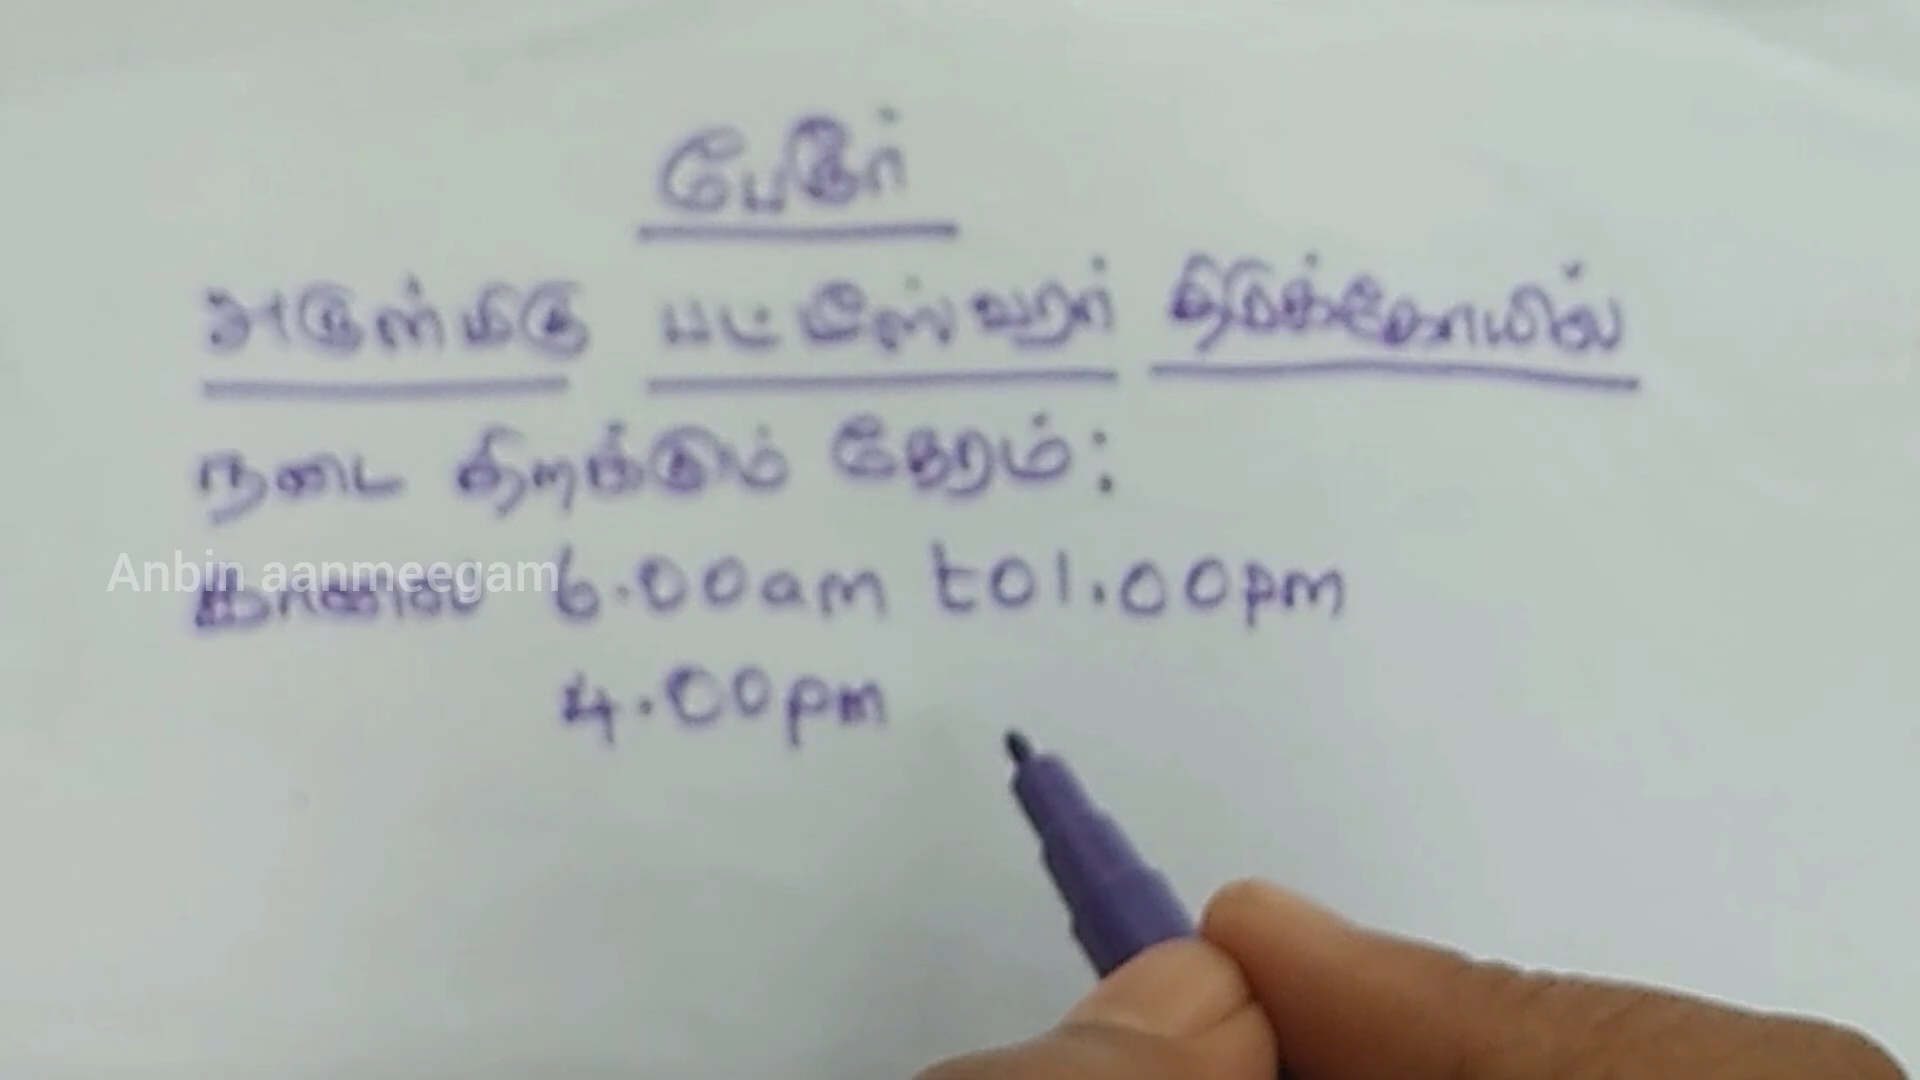 பேரூர்
அருள்மிகு பட்டீஸ்வரர் திருக்கோயில்
நடை திறக்கும் நேரம்:
Anbin aanmeegam
காலை 6.00am to 1.00pm
4.00pm